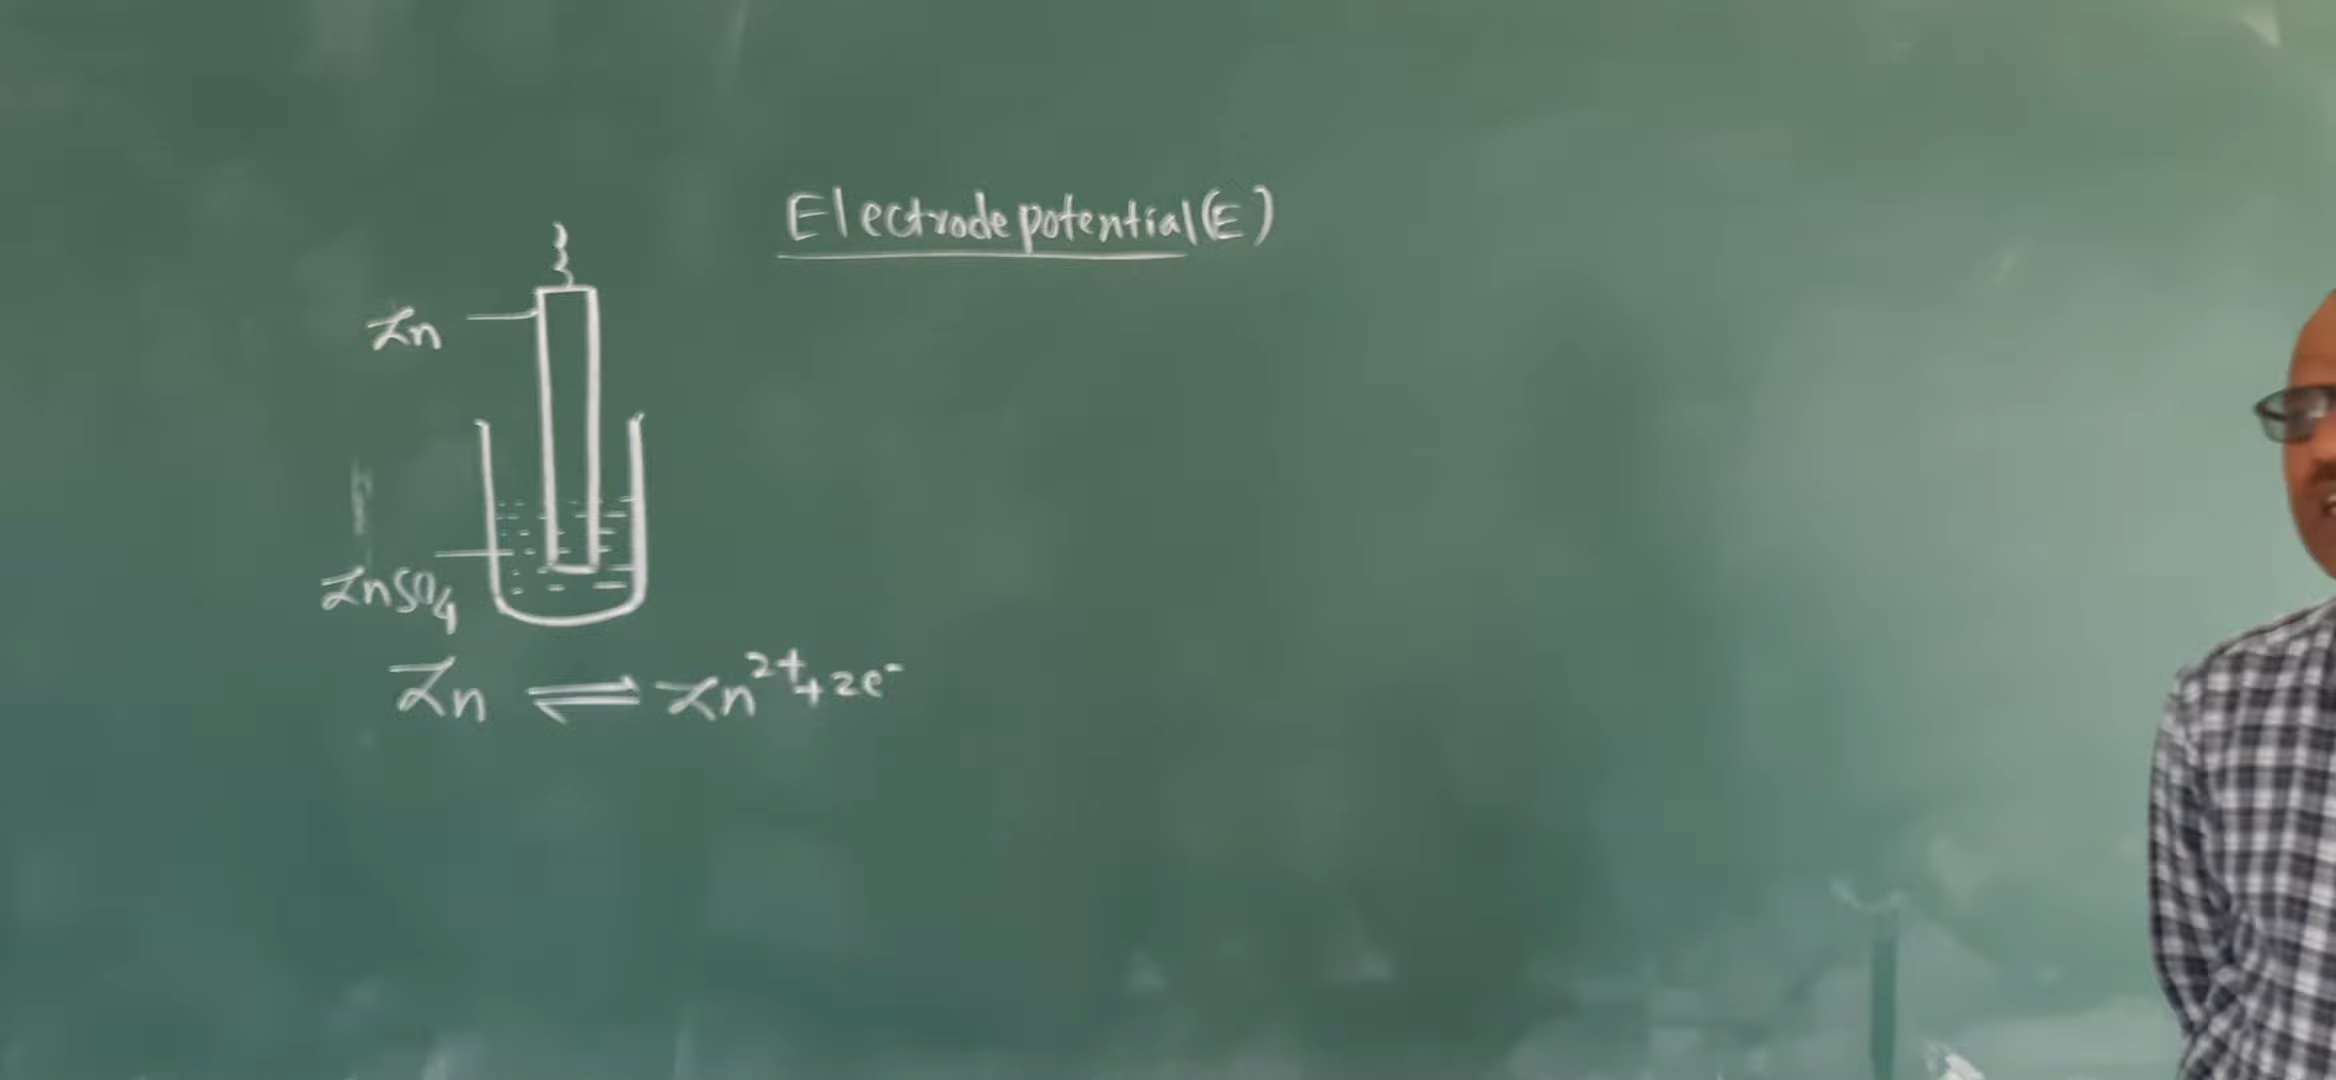 Electrode potential (E)
Zn
ZnSO₄
Zn ⇌ Zn²⁺ + 2e⁻